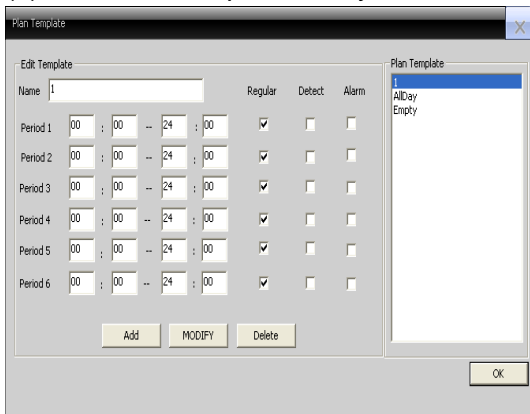 Plan Template
X
Edit Template
Name 1 Regular Detect Alarm
Period 1 00 : 00 -- 24 : 00
Period 2 00 : 00 -- 24 : 00
Period 3 00 : 00 -- 24 : 00
Period 4 00 : 00 -- 24 : 00
Period 5 00 : 00 -- 24 : 00
Period 6 00 : 00 -- 24 : 00
Add MODIFY Delete
Plan Template
1
AllDay
Empty
OK